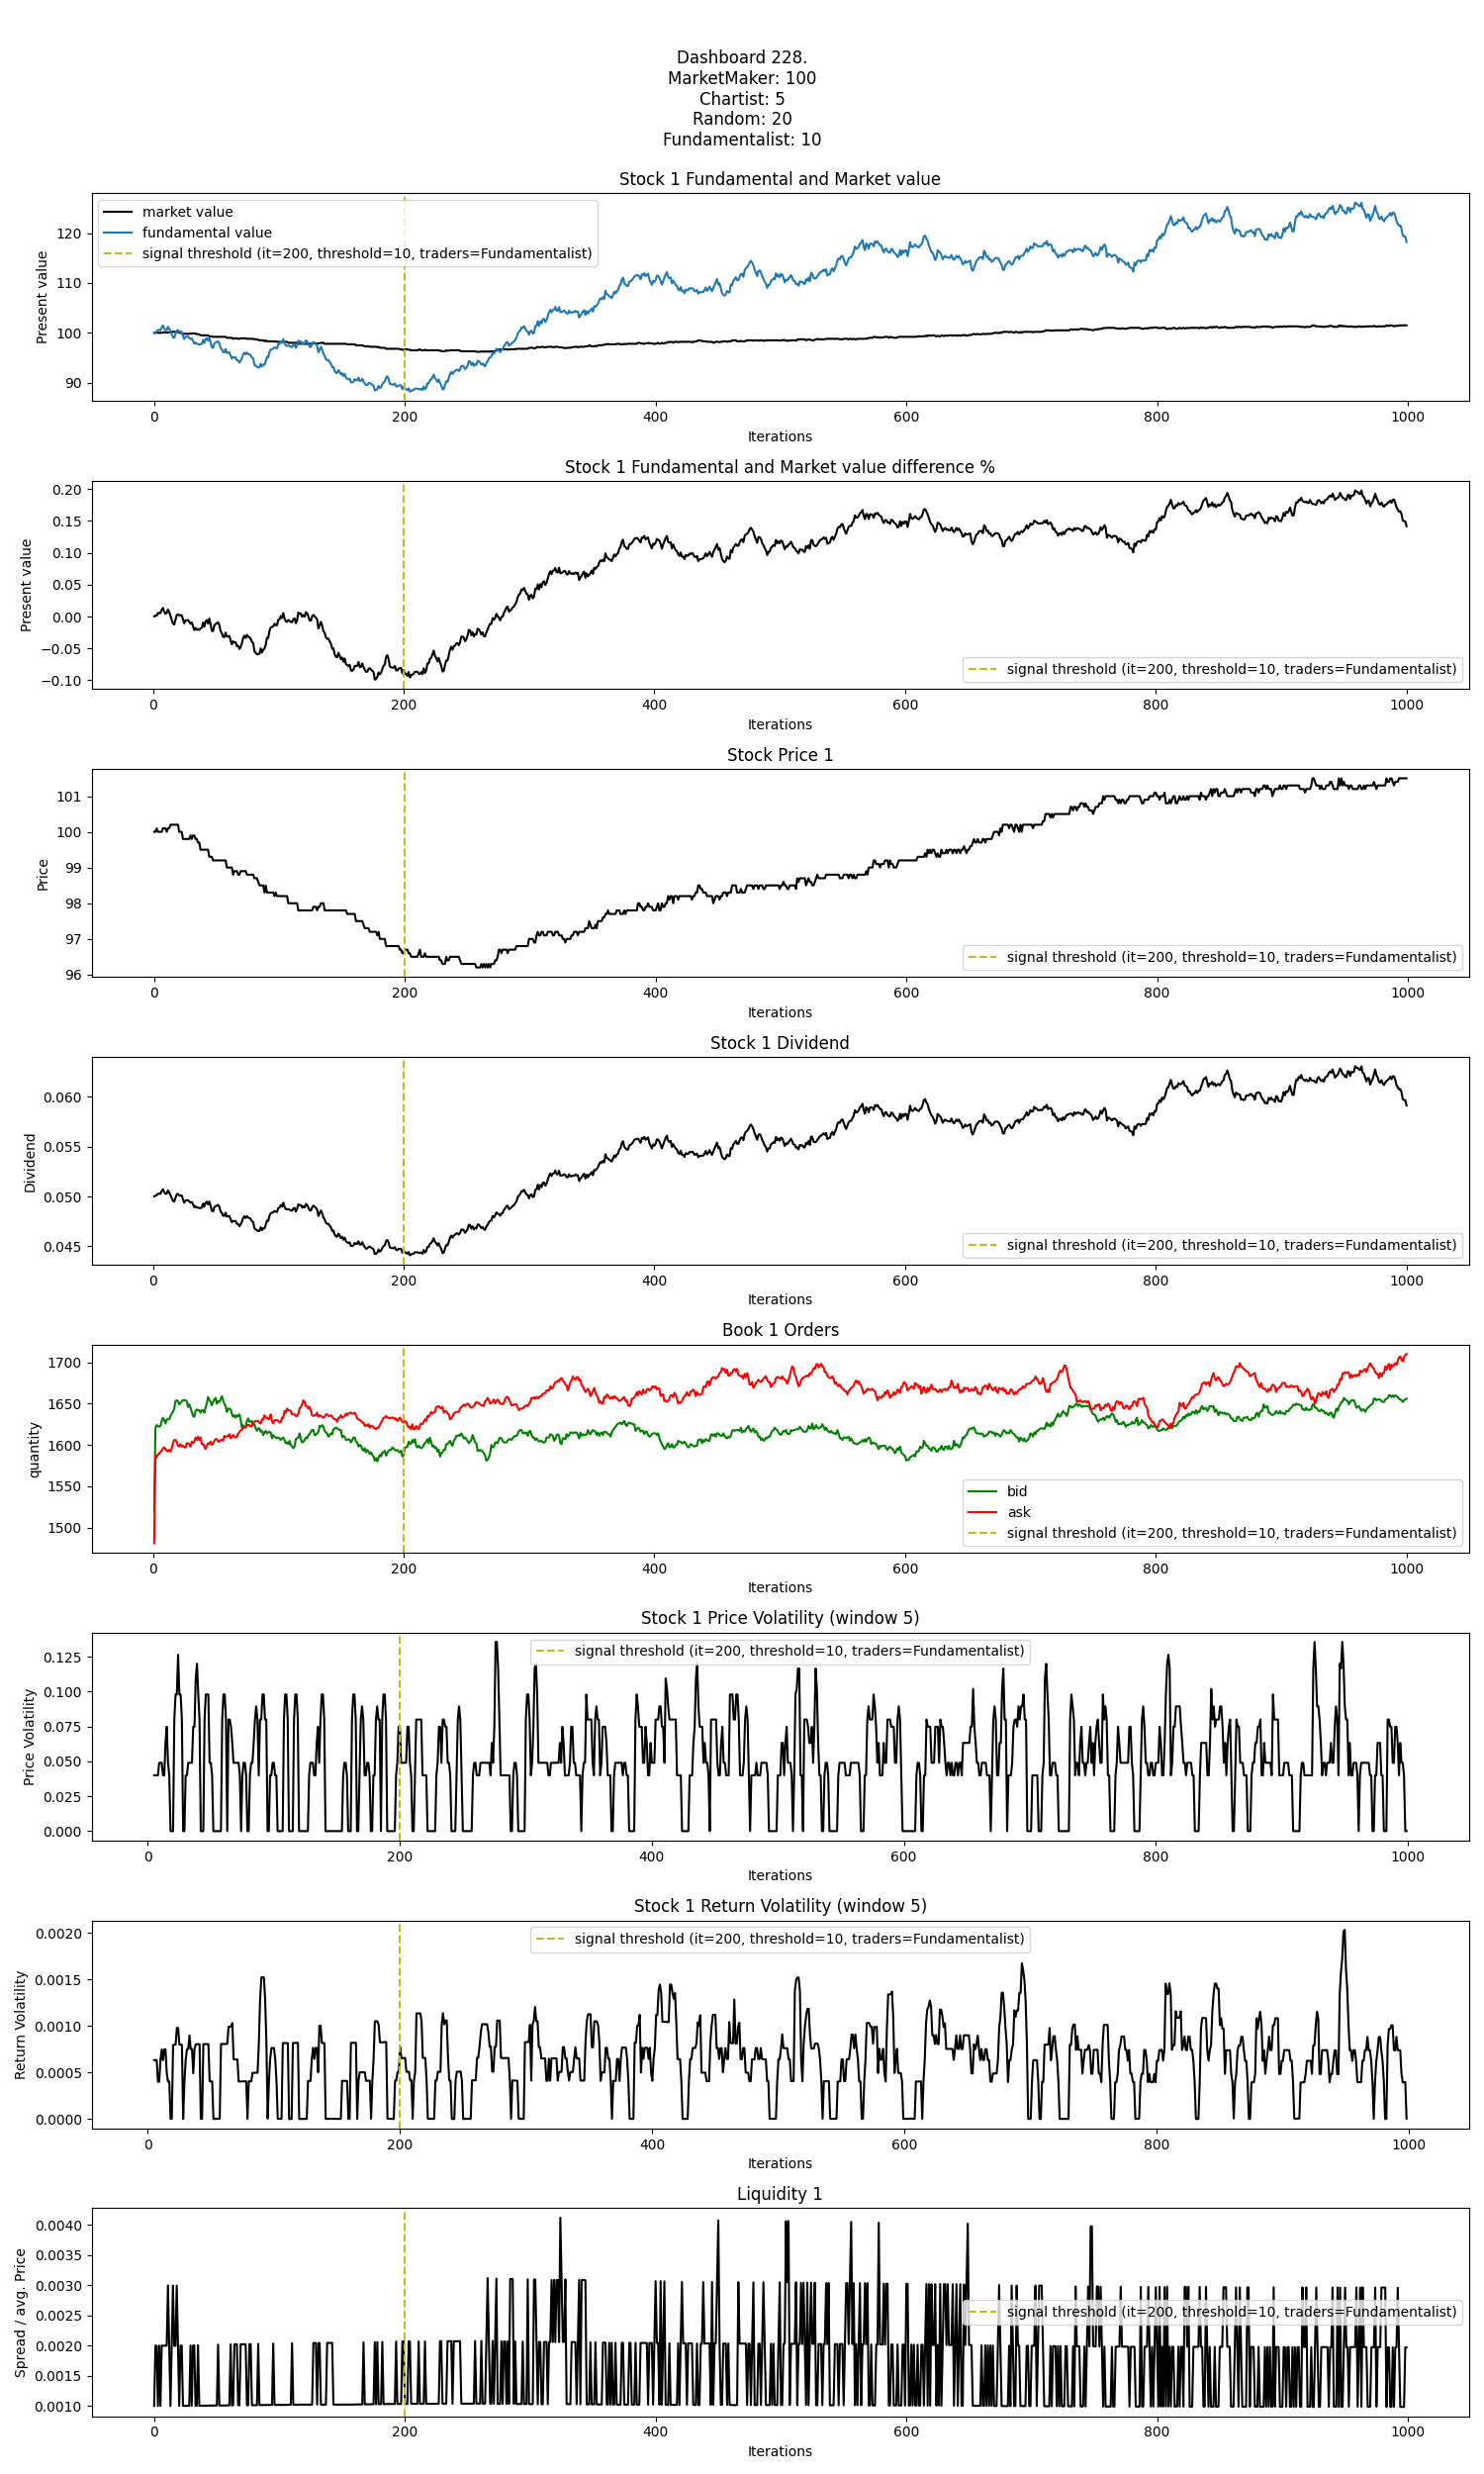 Dashboard 228.
MarketMaker: 100
Chartist: 5
Random: 20
Fundamentalist: 10
Stock 1 Fundamental and Market value
market value
fundamental value
signal threshold (it=200, threshold=10, traders=Fundamentalist)
Present value
120
110
100
90
0 200 400 600 800 1000
Iterations
Stock 1 Fundamental and Market value difference %
Present value
0.20
0.15
0.10
0.05
0.00
−0.05
−0.10
signal threshold (it=200, threshold=10, traders=Fundamentalist)
0 200 400 600 800 1000
Iterations
Stock Price 1
Price
101
100
99
98
97
96
signal threshold (it=200, threshold=10, traders=Fundamentalist)
0 200 400 600 800 1000
Iterations
Stock 1 Dividend
Dividend
0.060
0.055
0.050
0.045
signal threshold (it=200, threshold=10, traders=Fundamentalist)
0 200 400 600 800 1000
Iterations
Book 1 Orders
quantity
1700
1650
1600
1550
1500
bid
ask
signal threshold (it=200, threshold=10, traders=Fundamentalist)
0 200 400 600 800 1000
Iterations
Stock 1 Price Volatility (window 5)
signal threshold (it=200, threshold=10, traders=Fundamentalist)
Price Volatility
0.125
0.100
0.075
0.050
0.025
0.000
0 200 400 600 800 1000
Iterations
Stock 1 Return Volatility (window 5)
signal threshold (it=200, threshold=10, traders=Fundamentalist)
Return Volatility
0.0020
0.0015
0.0010
0.0005
0.0000
0 200 400 600 800 1000
Iterations
Liquidity 1
Spread / avg. Price
0.0040
0.0035
0.0030
0.0025
0.0020
0.0015
0.0010
signal threshold (it=200, threshold=10, traders=Fundamentalist)
0 200 400 600 800 1000
Iterations